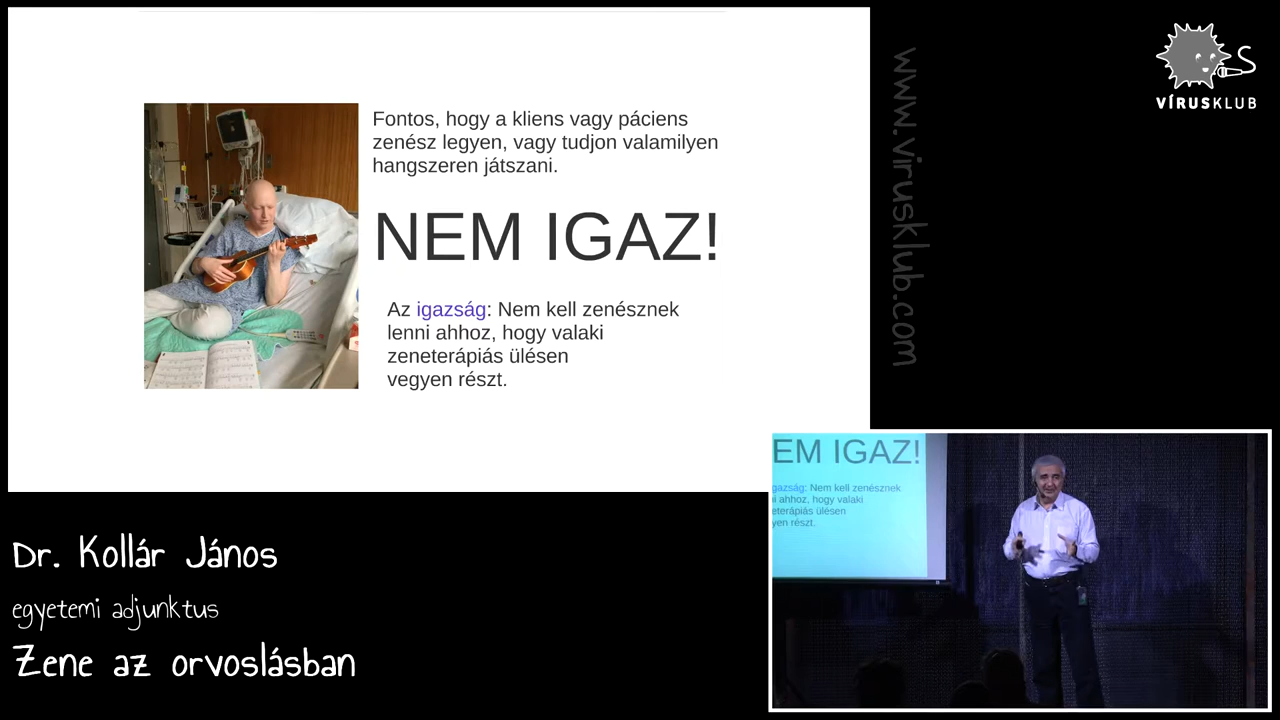 Fontos, hogy a kliens vagy páciens
zenész legyen, vagy tudjon valamilyen
hangszeren játszani.
NEM IGAZ!
Az igazság: Nem kell zenésznek
lenni ahhoz, hogy valaki
zeneterápiás ülésen
vegyen részt.
www.virusklub.com
VÍRUSKLUB
EM IGAZ!
gazság: Nem kell zenésznek
ni ahhoz, hogy valaki
eterápiás ülésen
yen részt.
Dr. Kollár János
egyetemi adjunktus
Zene az orvoslásban